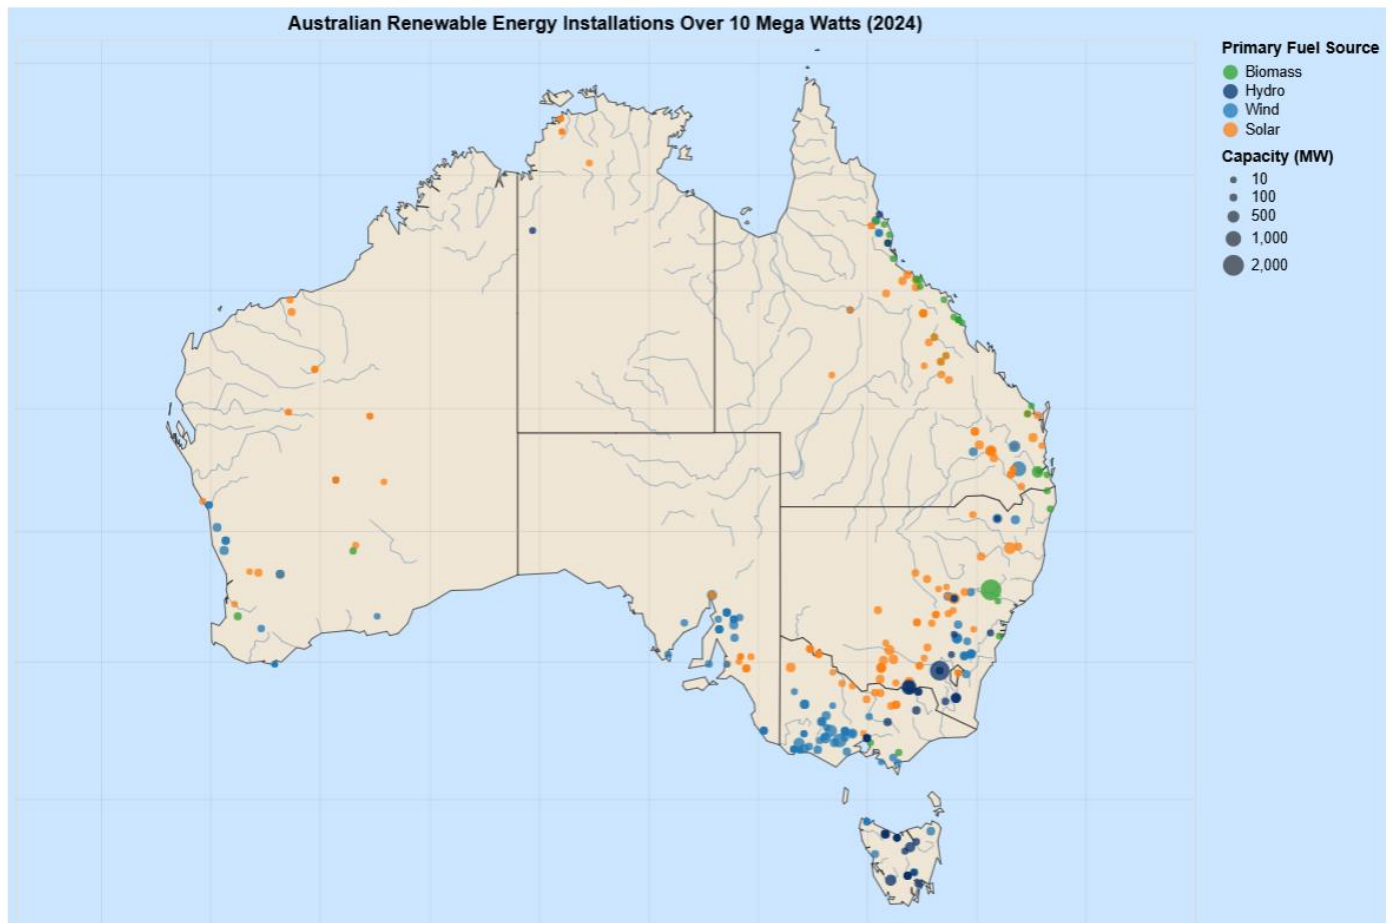 Australian Renewable Energy Installations Over 10 Mega Watts (2024)
Primary Fuel Source
Biomass
Hydro
Wind
Solar
Capacity (MW)
10
100
500
1,000
2,000